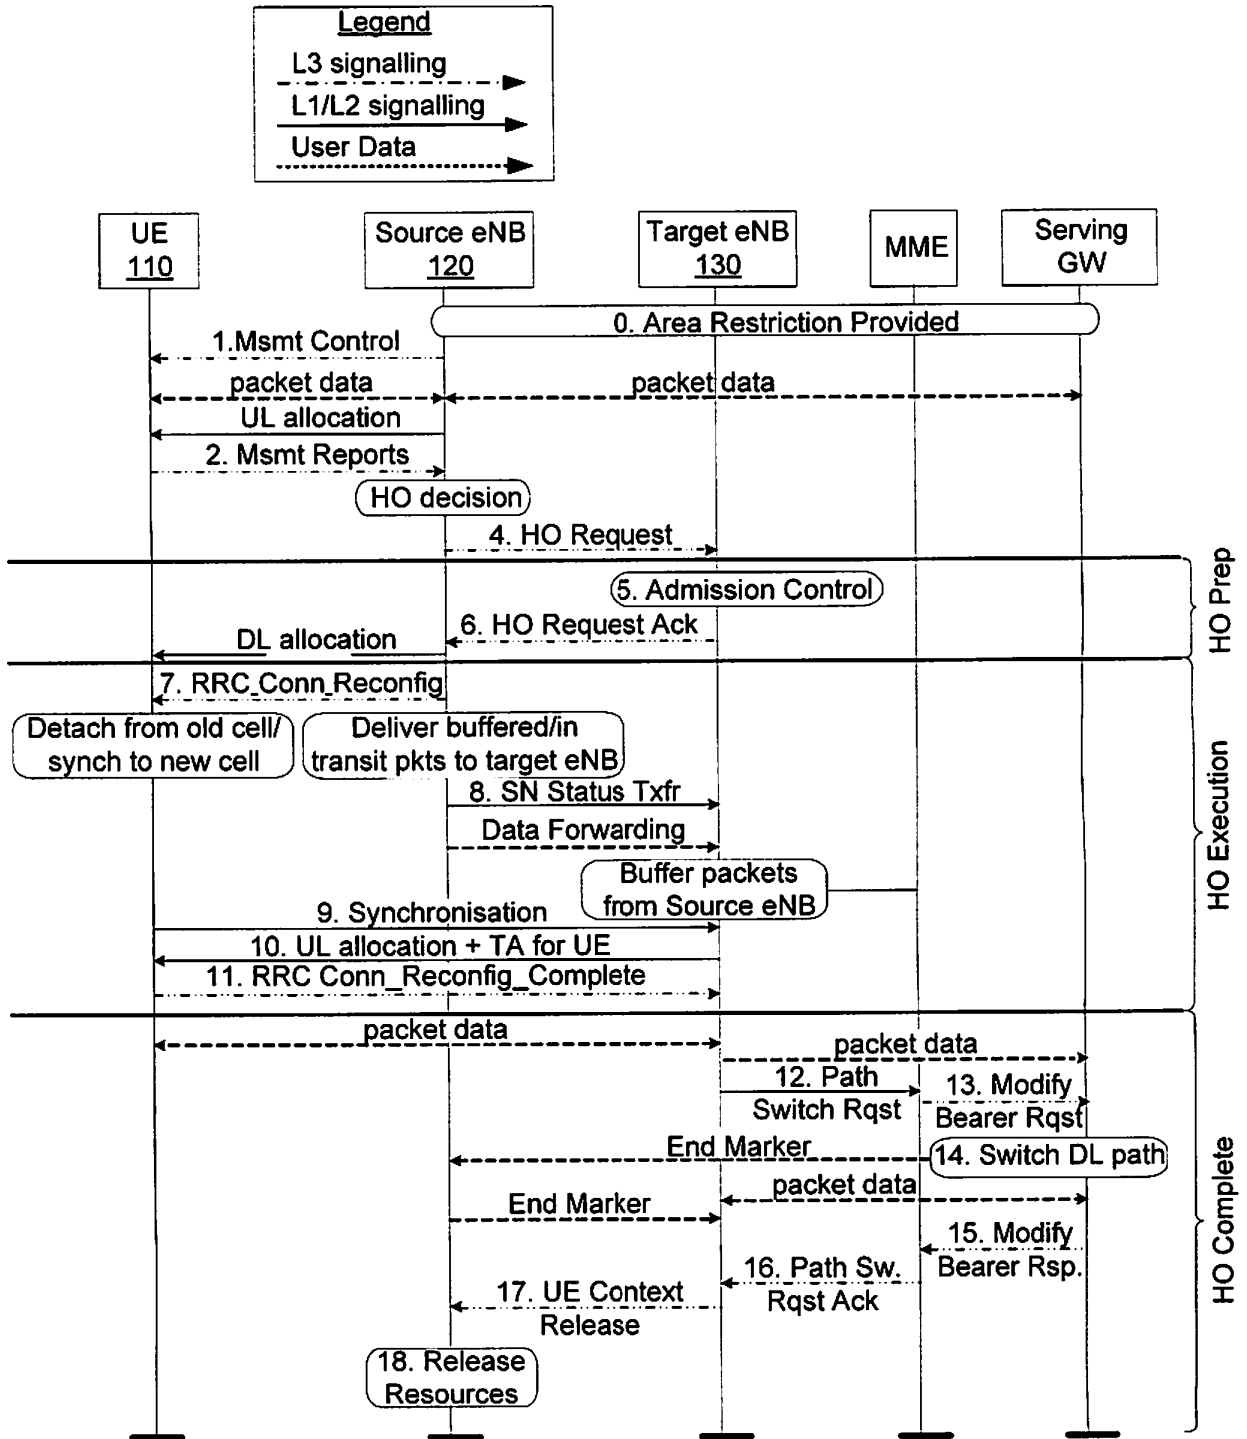 Legend
L3 signalling
L1/L2 signalling
User Data
UE
110
Source eNB
120
Target eNB
130
MME
Serving
GW
0. Area Restriction Provided
1.Msmt Control
packet data
packet data
UL allocation
2. Msmt Reports
HO decision
4. HO Request
5. Admission Control
6. HO Request Ack
DL allocation
HO Prep
7. RRC_Conn_Reconfig
Detach from old cell/
synch to new cell
Deliver buffered/in
transit pkts to target eNB
8. SN Status Txfr
Data Forwarding
Buffer packets
from Source eNB
9. Synchronisation
10. UL allocation + TA for UE
11. RRC Conn_Reconfig_Complete
HO Execution
packet data
packet data
12. Path
Switch Rqst
13. Modify
Bearer Rqst
End Marker
14. Switch DL path
packet data
End Marker
15. Modify
Bearer Rsp.
16. Path Sw.
Rqst Ack
17. UE Context
Release
18. Release
Resources
HO Complete